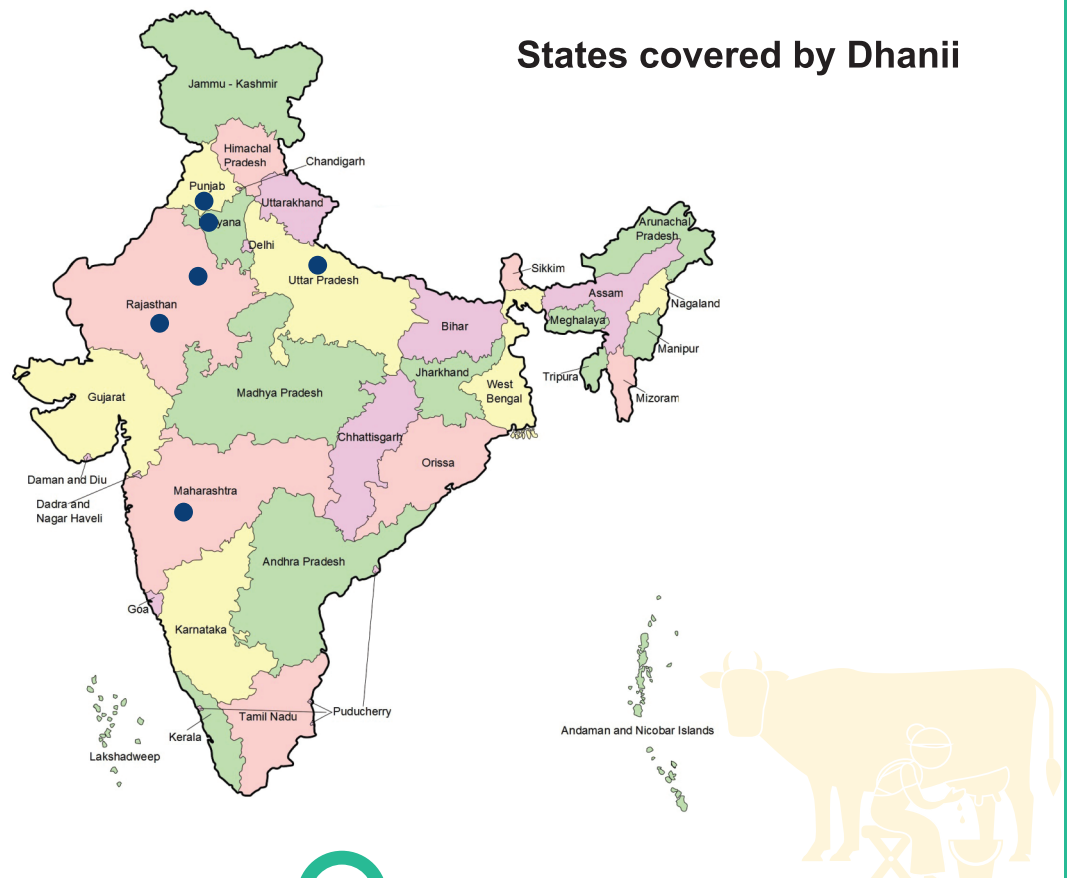 States covered by Dhanii
Jammu - Kashmir
Himachal
Pradesh
Chandigarh
Punjab
Uttarakhand
yana
Delhi
Uttar Pradesh
Rajasthan
Arunachal
Pradesh
Sikkim
Assam
Nagaland
Meghalaya
Manipur
Bihar
Tripura
Mizoram
Jharkhand
West
Bengal
Gujarat
Madhya Pradesh
Chhattisgarh
Orissa
Daman and Diu
Dadra and
Nagar Haveli
Maharashtra
Andhra Pradesh
Goa
Karnataka
Puducherry
Tamil Nadu
Kerala
Lakshadweep
Andaman and Nicobar Islands